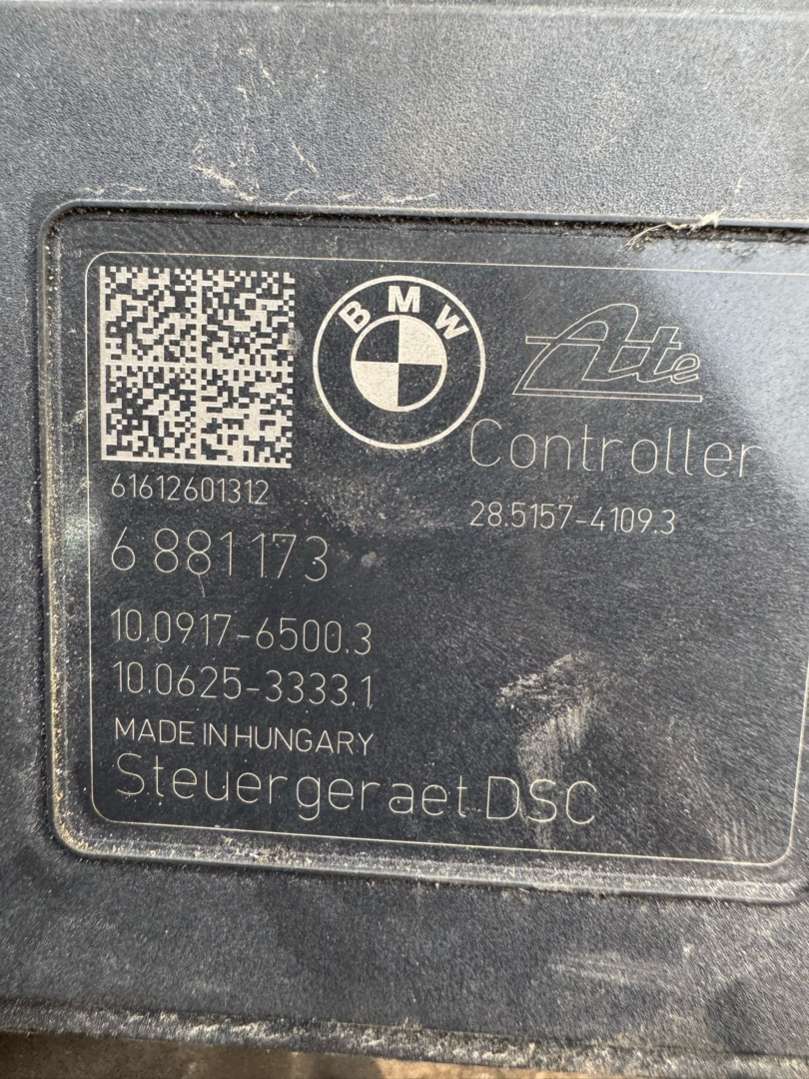 BMW
Ate
Controller
61612601312
28.5157-4109.3
6 881 173
10.0917-6500.3
10.0625-3333.1
MADE IN HUNGARY
Steuergeraet DSC